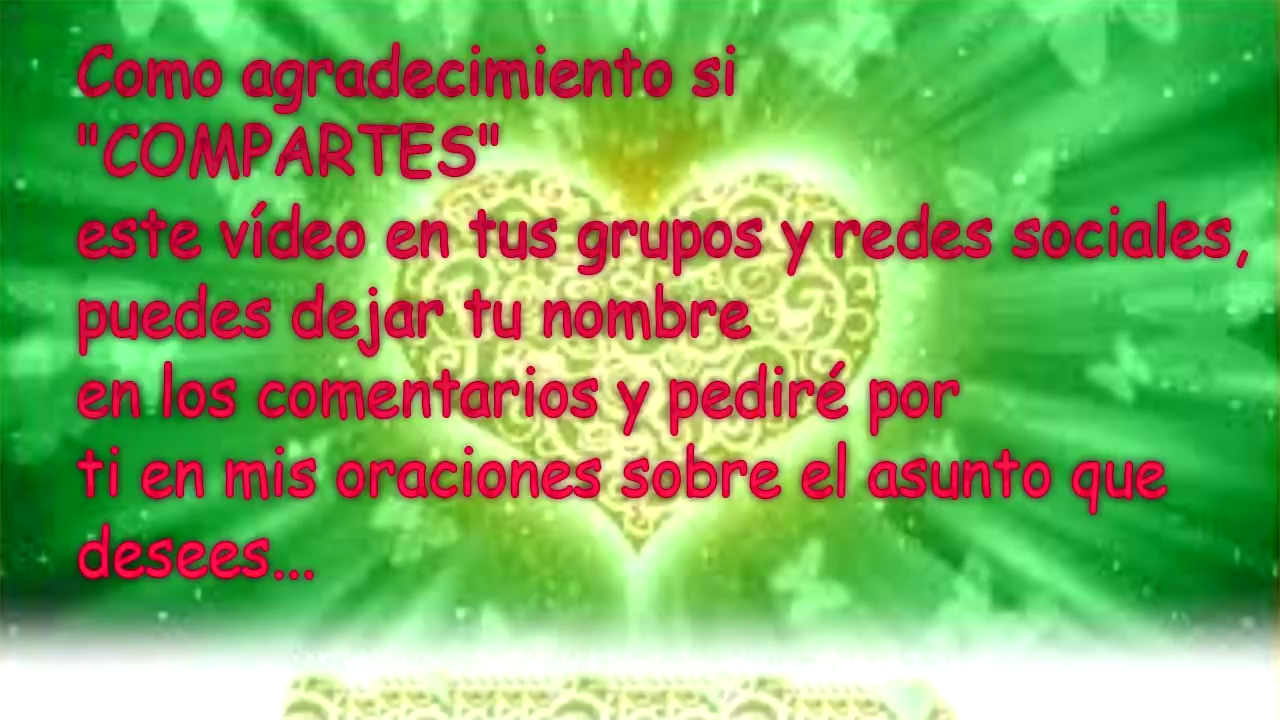 Como agradecimiento si
"COMPARTES"
este vídeo en tus grupos y redes sociales,
puedes dejar tu nombre
en los comentarios y pediré por
ti en mis oraciones sobre el asunto que
desees...